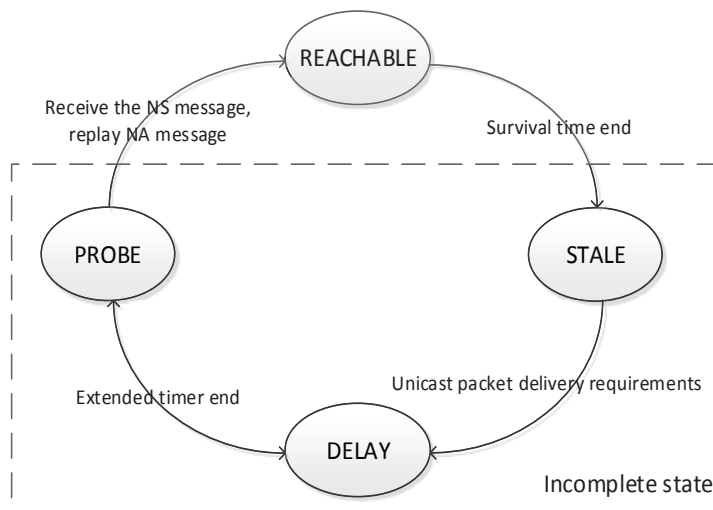 REACHABLE
Receive the NS message,
replay NA message
Survival time end
PROBE
STALE
Extended timer end
Unicast packet delivery requirements
DELAY
Incomplete state